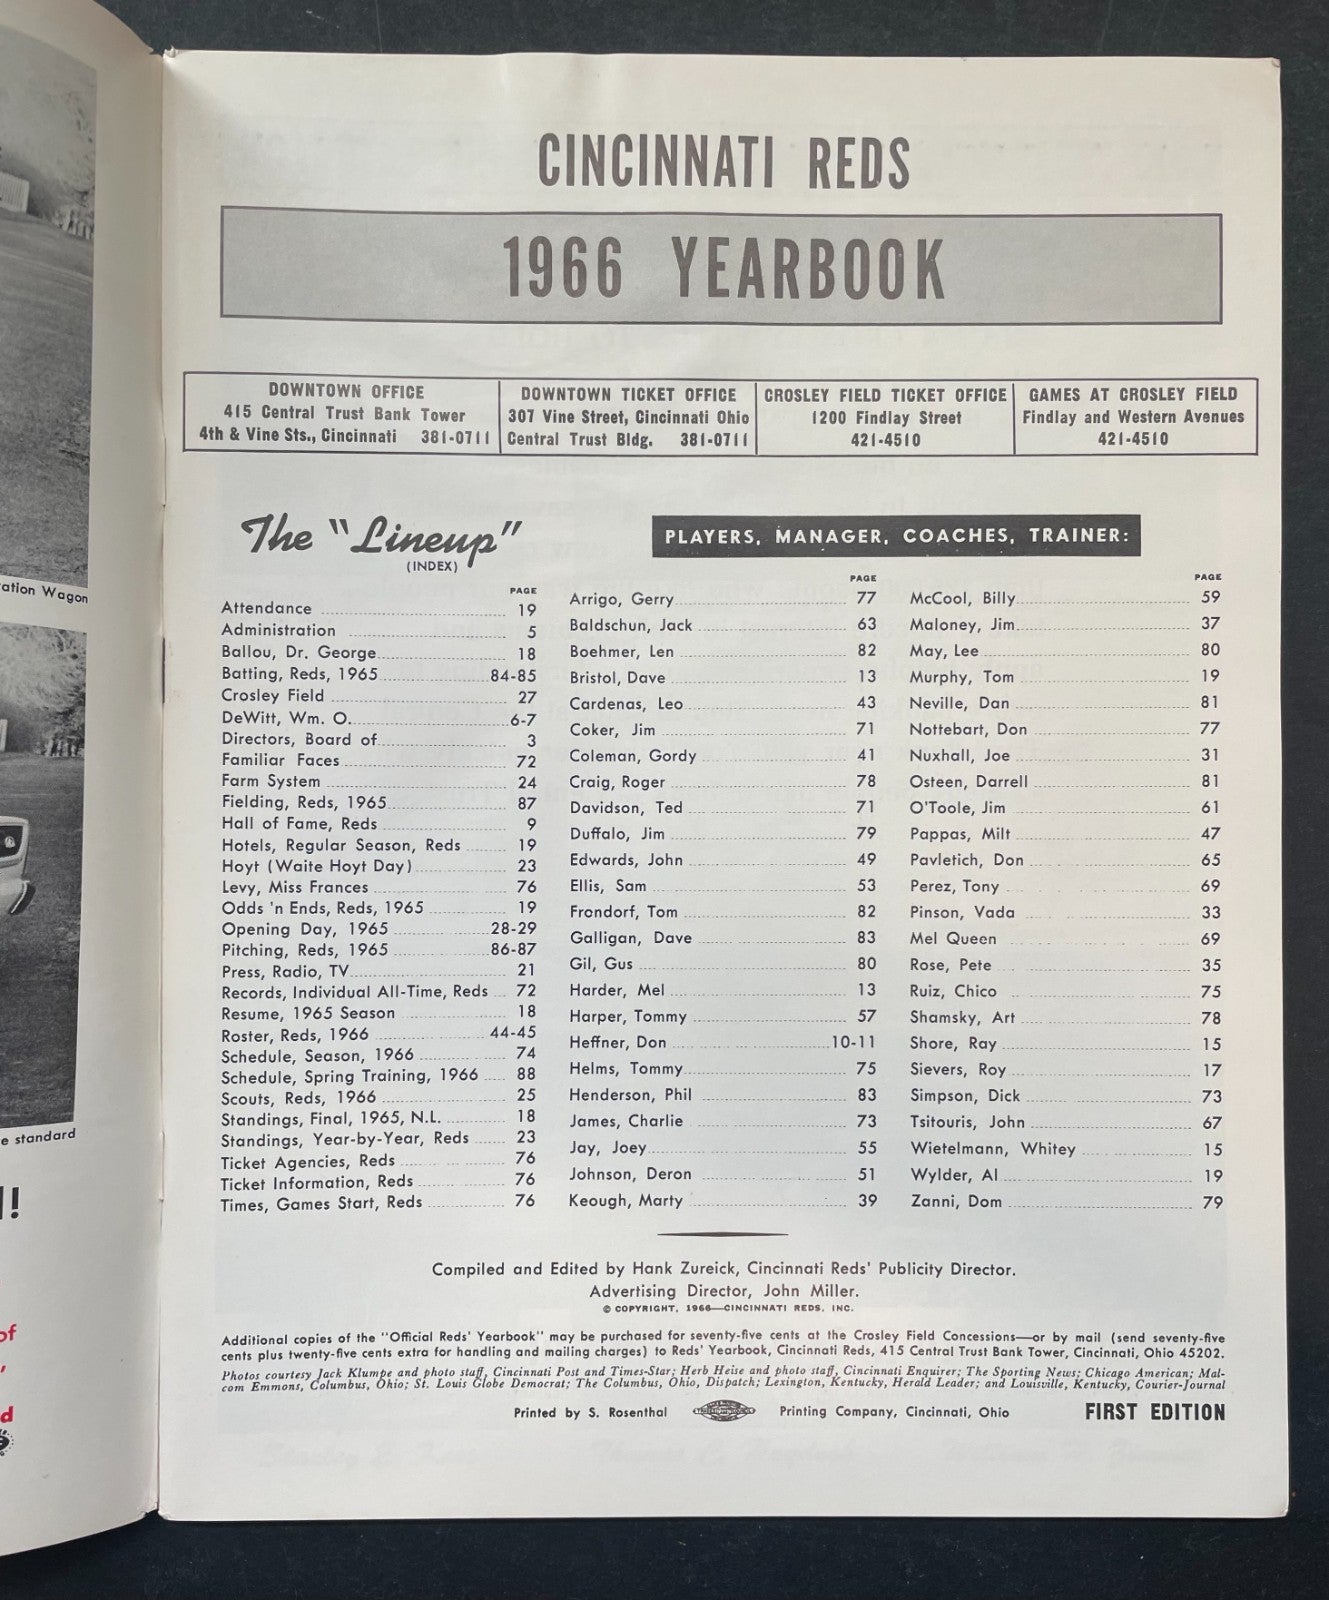 ation Wagon
e standard
!
of
d
CINCINNATI REDS
1966 YEARBOOK
DOWNTOWN OFFICE
415 Central Trust Bank Tower
4th & Vine Sts., Cincinnati 381-0711
DOWNTOWN TICKET OFFICE
307 Vine Street, Cincinnati Ohio
Central Trust Bldg. 381-0711
CROSLEY FIELD TICKET OFFICE
1200 Findlay Street
421-4510
GAMES AT CROSLEY FIELD
Findlay and Western Avenues
421-4510
The "Lineup"
(INDEX)
PAGE
Attendance 19
Administration 5
Ballou, Dr. George 18
Batting, Reds, 1965 84-85
Crosley Field 27
DeWitt, Wm. O. 6-7
Directors, Board of 3
Familiar Faces 72
Farm System 24
Fielding, Reds, 1965 87
Hall of Fame, Reds 9
Hotels, Regular Season, Reds 19
Hoyt (Waite Hoyt Day) 23
Levy, Miss Frances 76
Odds 'n Ends, Reds, 1965 19
Opening Day, 1965 28-29
Pitching, Reds, 1965 86-87
Press, Radio, TV 21
Records, Individual All-Time, Reds 72
Resume, 1965 Season 18
Roster, Reds, 1966 44-45
Schedule, Season, 1966 74
Schedule, Spring Training, 1966 88
Scouts, Reds, 1966 25
Standings, Final, 1965, N.L. 18
Standings, Year-by-Year, Reds 23
Ticket Agencies, Reds 76
Ticket Information, Reds 76
Times, Games Start, Reds 76
PLAYERS, MANAGER, COACHES, TRAINER:
PAGE
Arrigo, Gerry 77
Baldschun, Jack 63
Boehmer, Len 82
Bristol, Dave 13
Cardenas, Leo 43
Coker, Jim 71
Coleman, Gordy 41
Craig, Roger 78
Davidson, Ted 71
Duffalo, Jim 79
Edwards, John 49
Ellis, Sam 53
Frondorf, Tom 82
Galligan, Dave 83
Gil, Gus 80
Harder, Mel 13
Harper, Tommy 57
Heffner, Don 10-11
Helms, Tommy 75
Henderson, Phil 83
James, Charlie 73
Jay, Joey 55
Johnson, Deron 51
Keough, Marty 39
PAGE
McCool, Billy 59
Maloney, Jim 37
May, Lee 80
Murphy, Tom 19
Neville, Dan 81
Nottebart, Don 77
Nuxhall, Joe 31
Osteen, Darrell 81
O'Toole, Jim 61
Pappas, Milt 47
Pavletich, Don 65
Perez, Tony 69
Pinson, Vada 33
Mel Queen 69
Rose, Pete 35
Ruiz, Chico 75
Shamsky, Art 78
Shore, Ray 15
Sievers, Roy 17
Simpson, Dick 73
Tsitouris, John 67
Wietelmann, Whitey 15
Wylder, Al 19
Zanni, Dom 79
Compiled and Edited by Hank Zureick, Cincinnati Reds' Publicity Director.
Advertising Director, John Miller.
© COPYRIGHT, 1966—CINCINNATI REDS, INC.
Additional copies of the "Official Reds' Yearbook" may be purchased for seventy-five cents at the Crosley Field Concessions—or by mail (send seventy-five
cents plus twenty-five cents extra for handling and mailing charges) to Reds' Yearbook, Cincinnati Reds, 415 Central Trust Bank Tower, Cincinnati, Ohio 45202.
Photos courtesy Jack Klumpe and photo staff, Cincinnati Post and Times-Star; Herb Heise and photo staff, Cincinnati Enquirer; The Sporting News; Chicago American; Mal-
com Emmons, Columbus, Ohio; St. Louis Globe Democrat; The Columbus, Ohio, Dispatch; Lexington, Kentucky, Herald Leader; and Louisville, Kentucky, Courier-Journal
Printed by S. Rosenthal Printing Company, Cincinnati, Ohio
FIRST EDITION